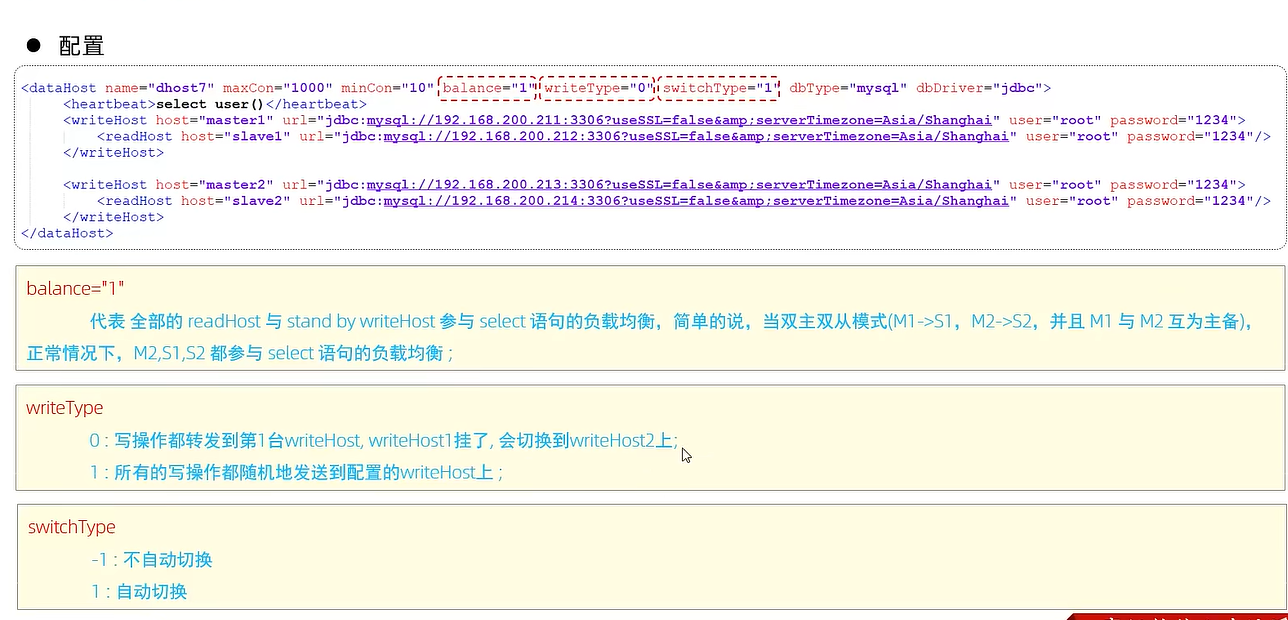 ● 配置
<dataHost name="dhost7" maxCon="1000" minCon="10" balance="1" writeType="0" switchType="1" dbType="mysql" dbDriver="jdbc">
<heartbeat>select user()</heartbeat>
<writeHost host="master1" url="jdbc:mysql://192.168.200.211:3306?useSSL=false&amp;serverTimezone=Asia/Shanghai" user="root" password="1234">
<readHost host="slave1" url="jdbc:mysql://192.168.200.212:3306?useSSL=false&amp;serverTimezone=Asia/Shanghai" user="root" password="1234"/>
</writeHost>
<writeHost host="master2" url="jdbc:mysql://192.168.200.213:3306?useSSL=false&amp;serverTimezone=Asia/Shanghai" user="root" password="1234">
<readHost host="slave2" url="jdbc:mysql://192.168.200.214:3306?useSSL=false&amp;serverTimezone=Asia/Shanghai" user="root" password="1234"/>
</writeHost>
</dataHost>
balance="1"
代表 全部的 readHost 与 stand by writeHost 参与 select 语句的负载均衡，简单的说，当双主双从模式(M1->S1，M2->S2，并且 M1 与 M2 互为主备)，
正常情况下，M2,S1,S2 都参与 select 语句的负载均衡 ;
writeType
0 : 写操作都转发到第1台writeHost, writeHost1挂了, 会切换到writeHost2上;
1 : 所有的写操作都随机地发送到配置的writeHost上 ;
switchType
-1 : 不自动切换
1 : 自动切换